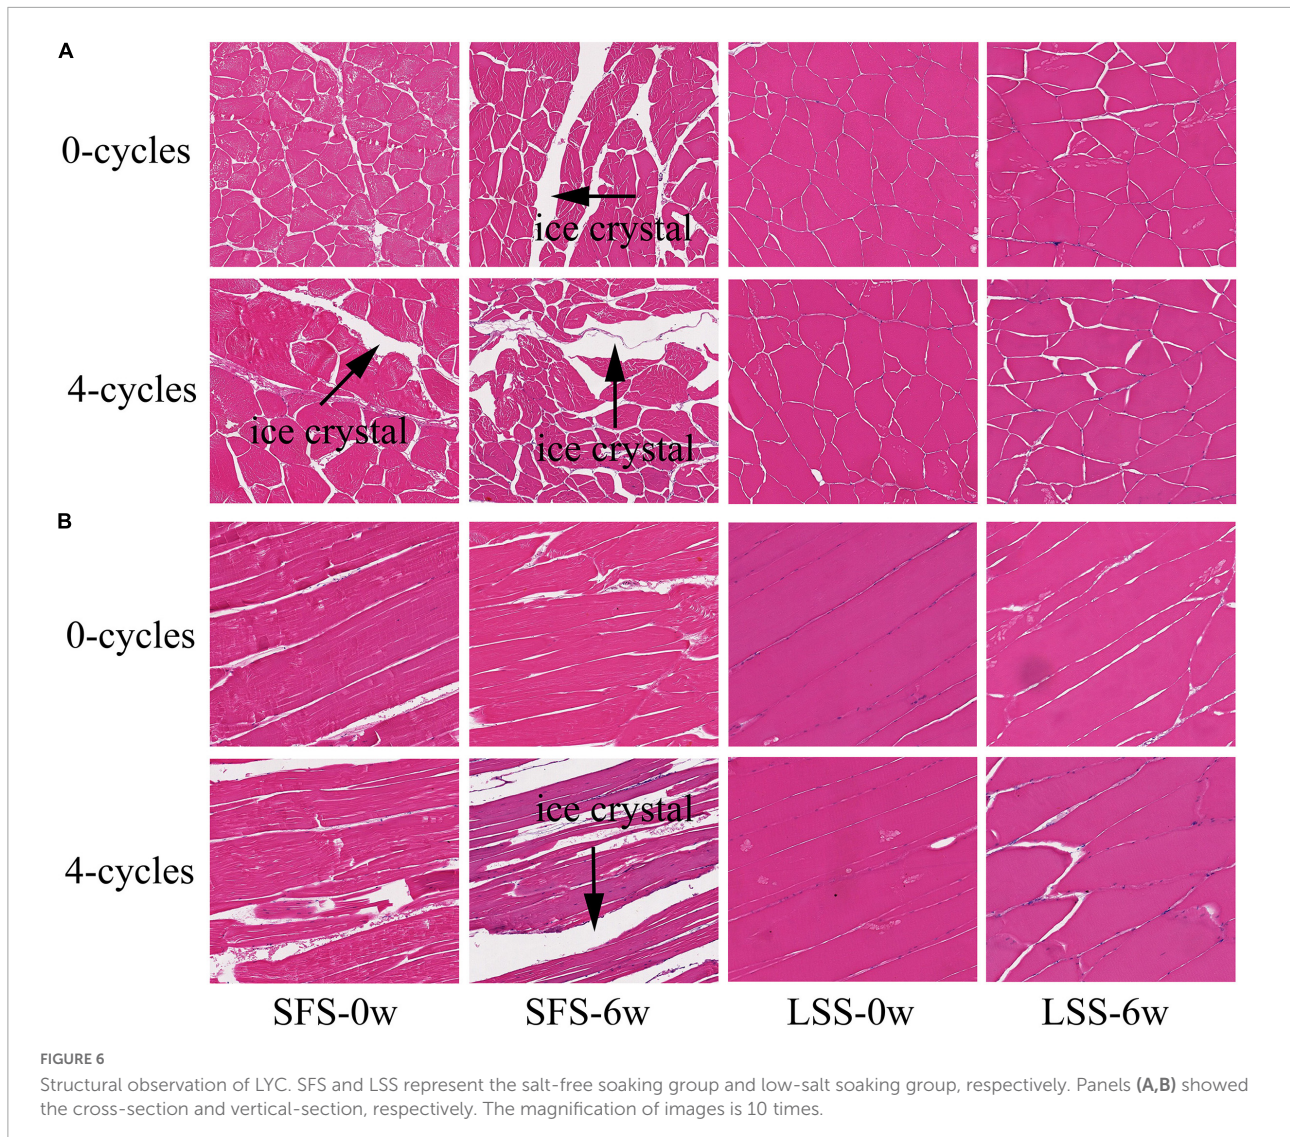 A
0-cycles
ice crystal
4-cycles
ice crystal
ice crystal
B
0-cycles
4-cycles
ice crystal
SFS-0w
SFS-6w
LSS-0w
LSS-6w
FIGURE 6
Structural observation of LYC. SFS and LSS represent the salt-free soaking group and low-salt soaking group, respectively. Panels (A,B) showed
the cross-section and vertical-section, respectively. The magnification of images is 10 times.